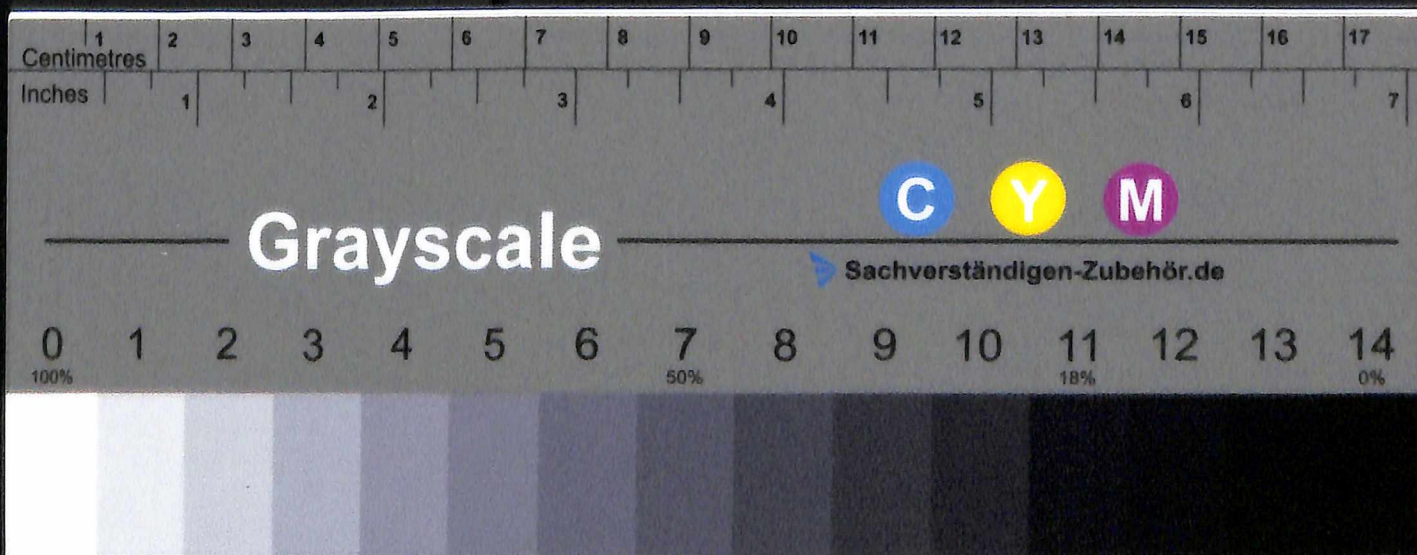 1 2 3 4 5 6 7 8 9 10 11 12 13 14 15 16 17
Centimetres
Inches
1 2 3 4 5 6 7
C Y M
Grayscale
Sachverständigen-Zubehör.de
0 1 2 3 4 5 6 7 8 9 10 11 12 13 14
100% 50% 18% 0%